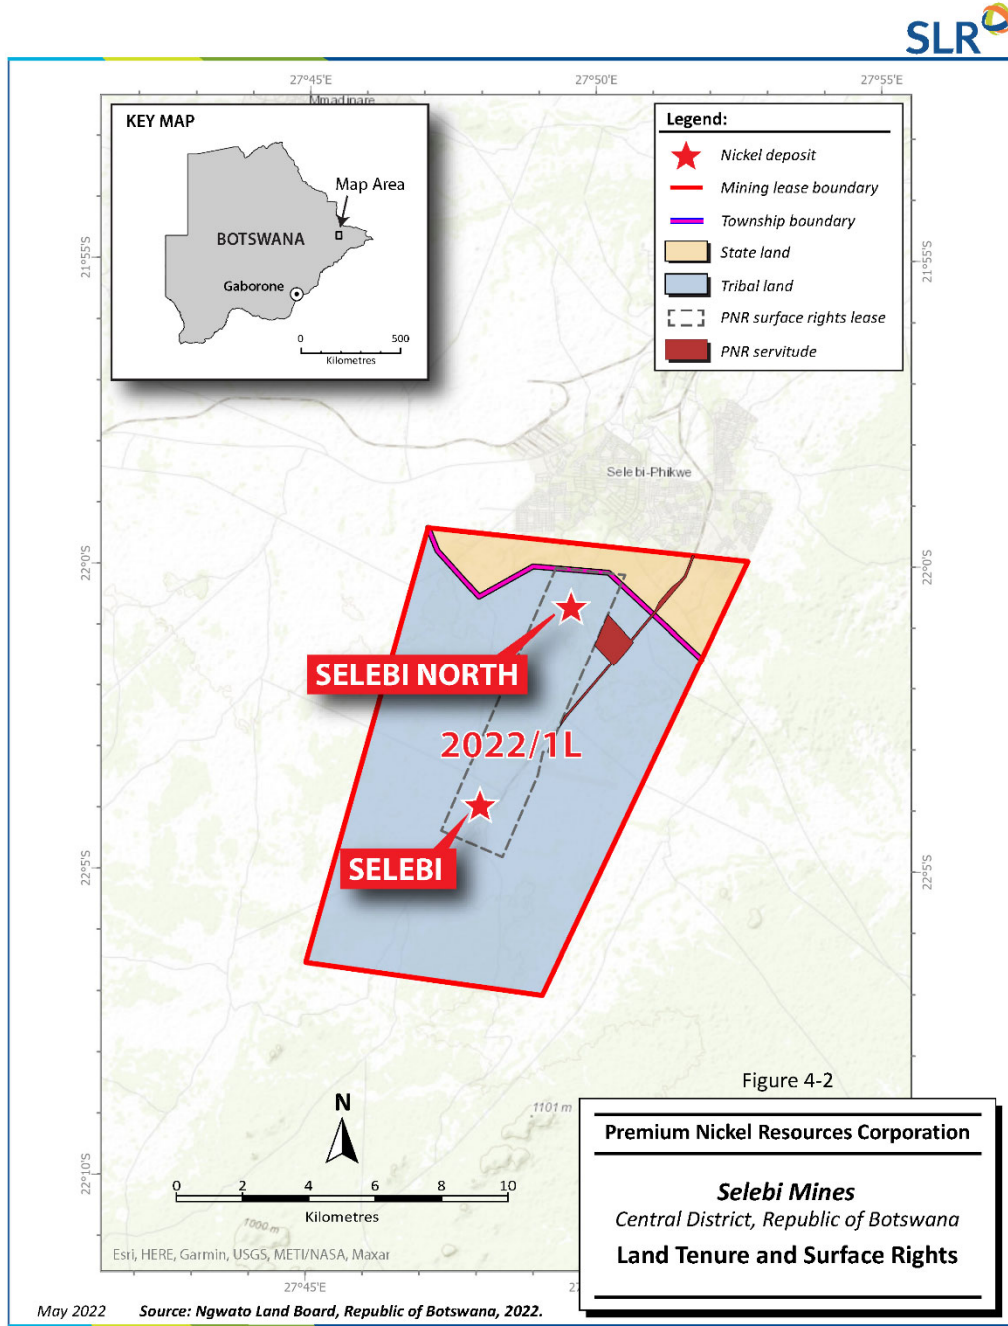 SLR
27°45'E
27°50'E
27°55'E
Mmadinare
KEY MAP
Map Area
BOTSWANA
Gaborone
0
500
Kilometres
Legend:
Nickel deposit
Mining lease boundary
Township boundary
State land
Tribal land
PNR surface rights lease
PNR servitude
21°55'S
21°55'S
Selebi-Phikwe
22°0'S
22°0'S
SELEBI NORTH
2022/1L
SELEBI
22°5'S
22°5'S
Figure 4-2
N
1101 m
22°10'S
0 2 4 6 8 10
Kilometres
1000 m
Esri, HERE, Garmin, USGS, METI/NASA, Maxar
27°45'E
Premium Nickel Resources Corporation
Selebi Mines
Central District, Republic of Botswana
Land Tenure and Surface Rights
May 2022 Source: Ngwato Land Board, Republic of Botswana, 2022.